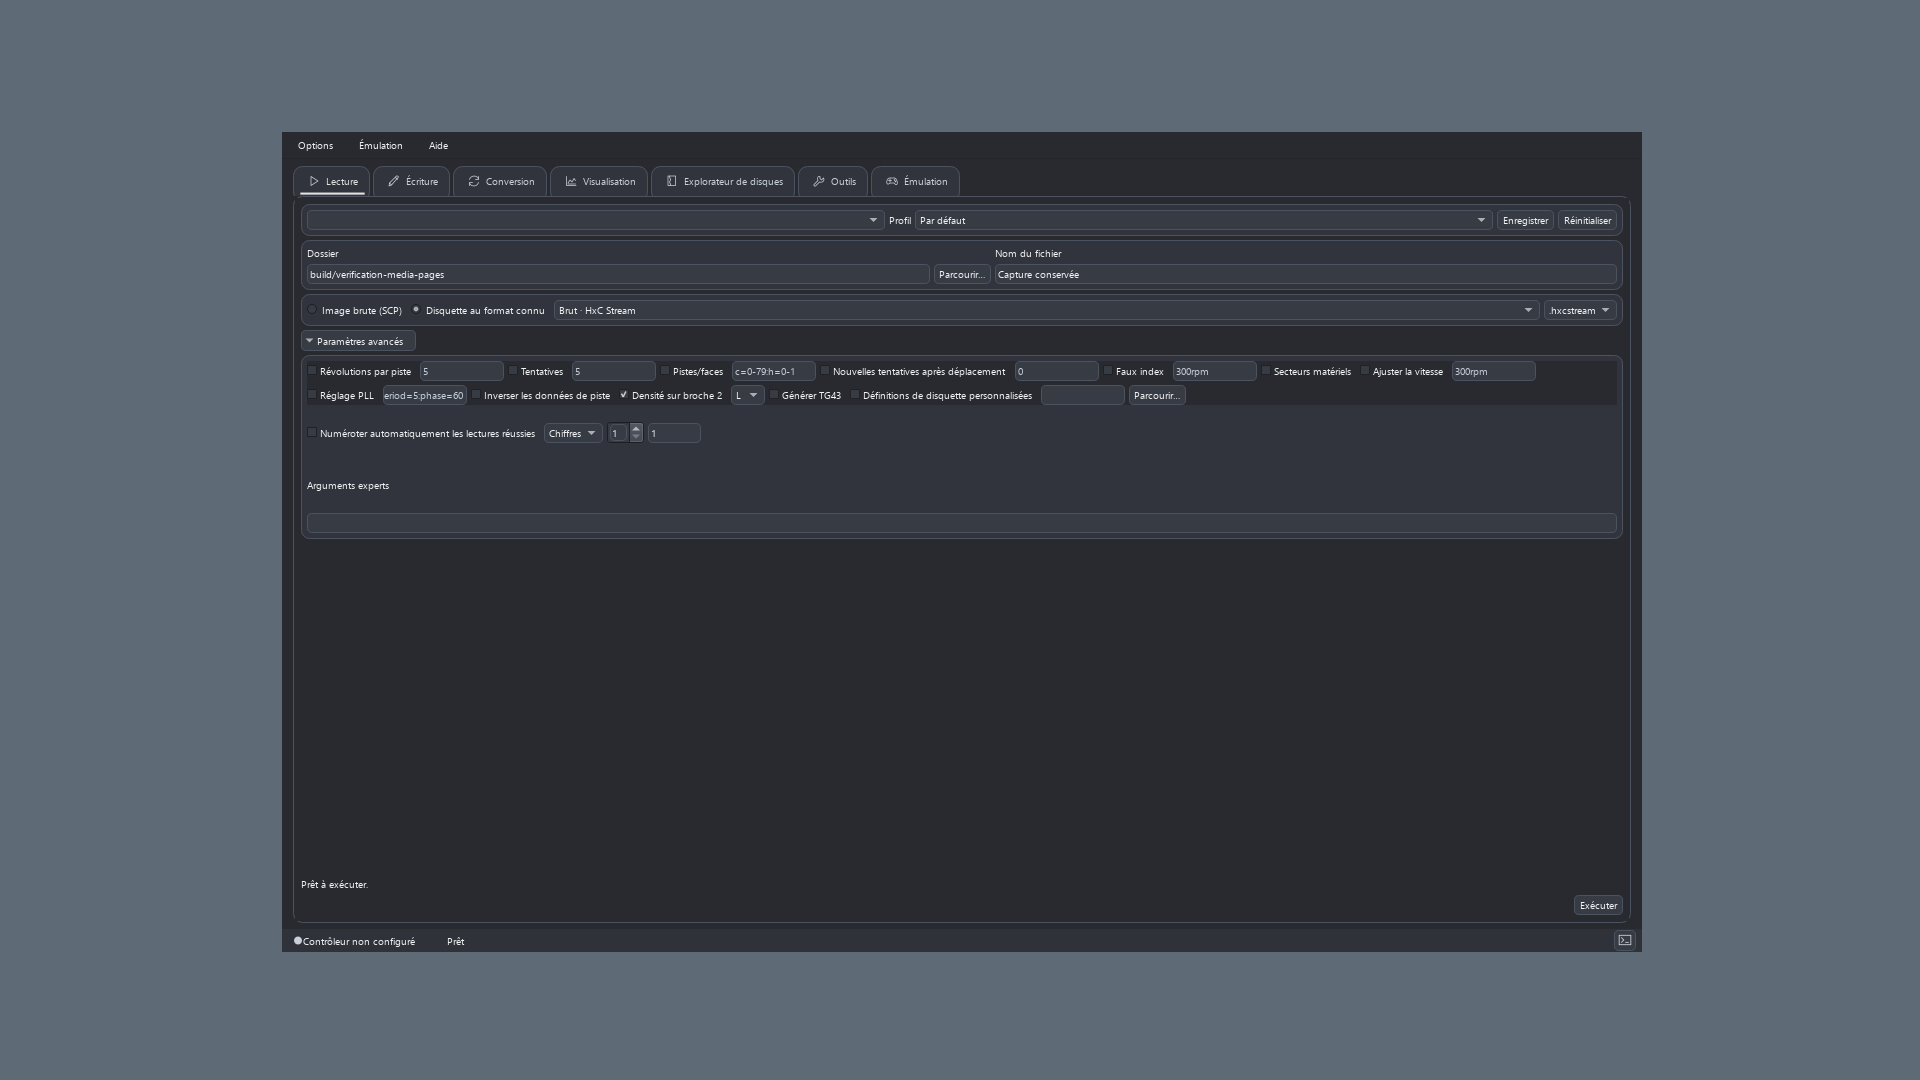 Options Émulation Aide
Lecture Écriture Conversion Visualisation Explorateur de disques Outils Émulation
Profil Par défaut Enregistrer Réinitialiser
Dossier Nom du fichier
build/verification-media-pages Parcourir... Capture conservée
Image brute (SCP) Disquette au format connu Brut · HxC Stream .hxcstream
Paramètres avancés
Révolutions par piste 5 Tentatives 5 Pistes/faces c=0-79:h=0-1 Nouvelles tentatives après déplacement 0 Faux index 300rpm Secteurs matériels Ajuster la vitesse 300rpm
Réglage PLL eriod=5:phase=60 Inverser les données de piste Densité sur broche 2 L Générer TG43 Définitions de disquette personnalisées Parcourir...
Numéroter automatiquement les lectures réussies Chiffres 1 1
Arguments experts
Prêt à exécuter.
Exécuter
Contrôleur non configuré Prêt